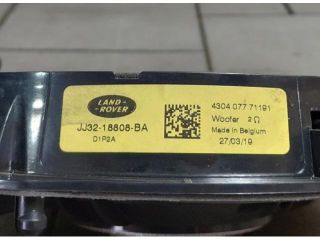 LAND
ROVER
JJ32-18808-BA
D1P2A
4304 077 71191
Woofer 2Ω
Made in Belgium
27/03/19